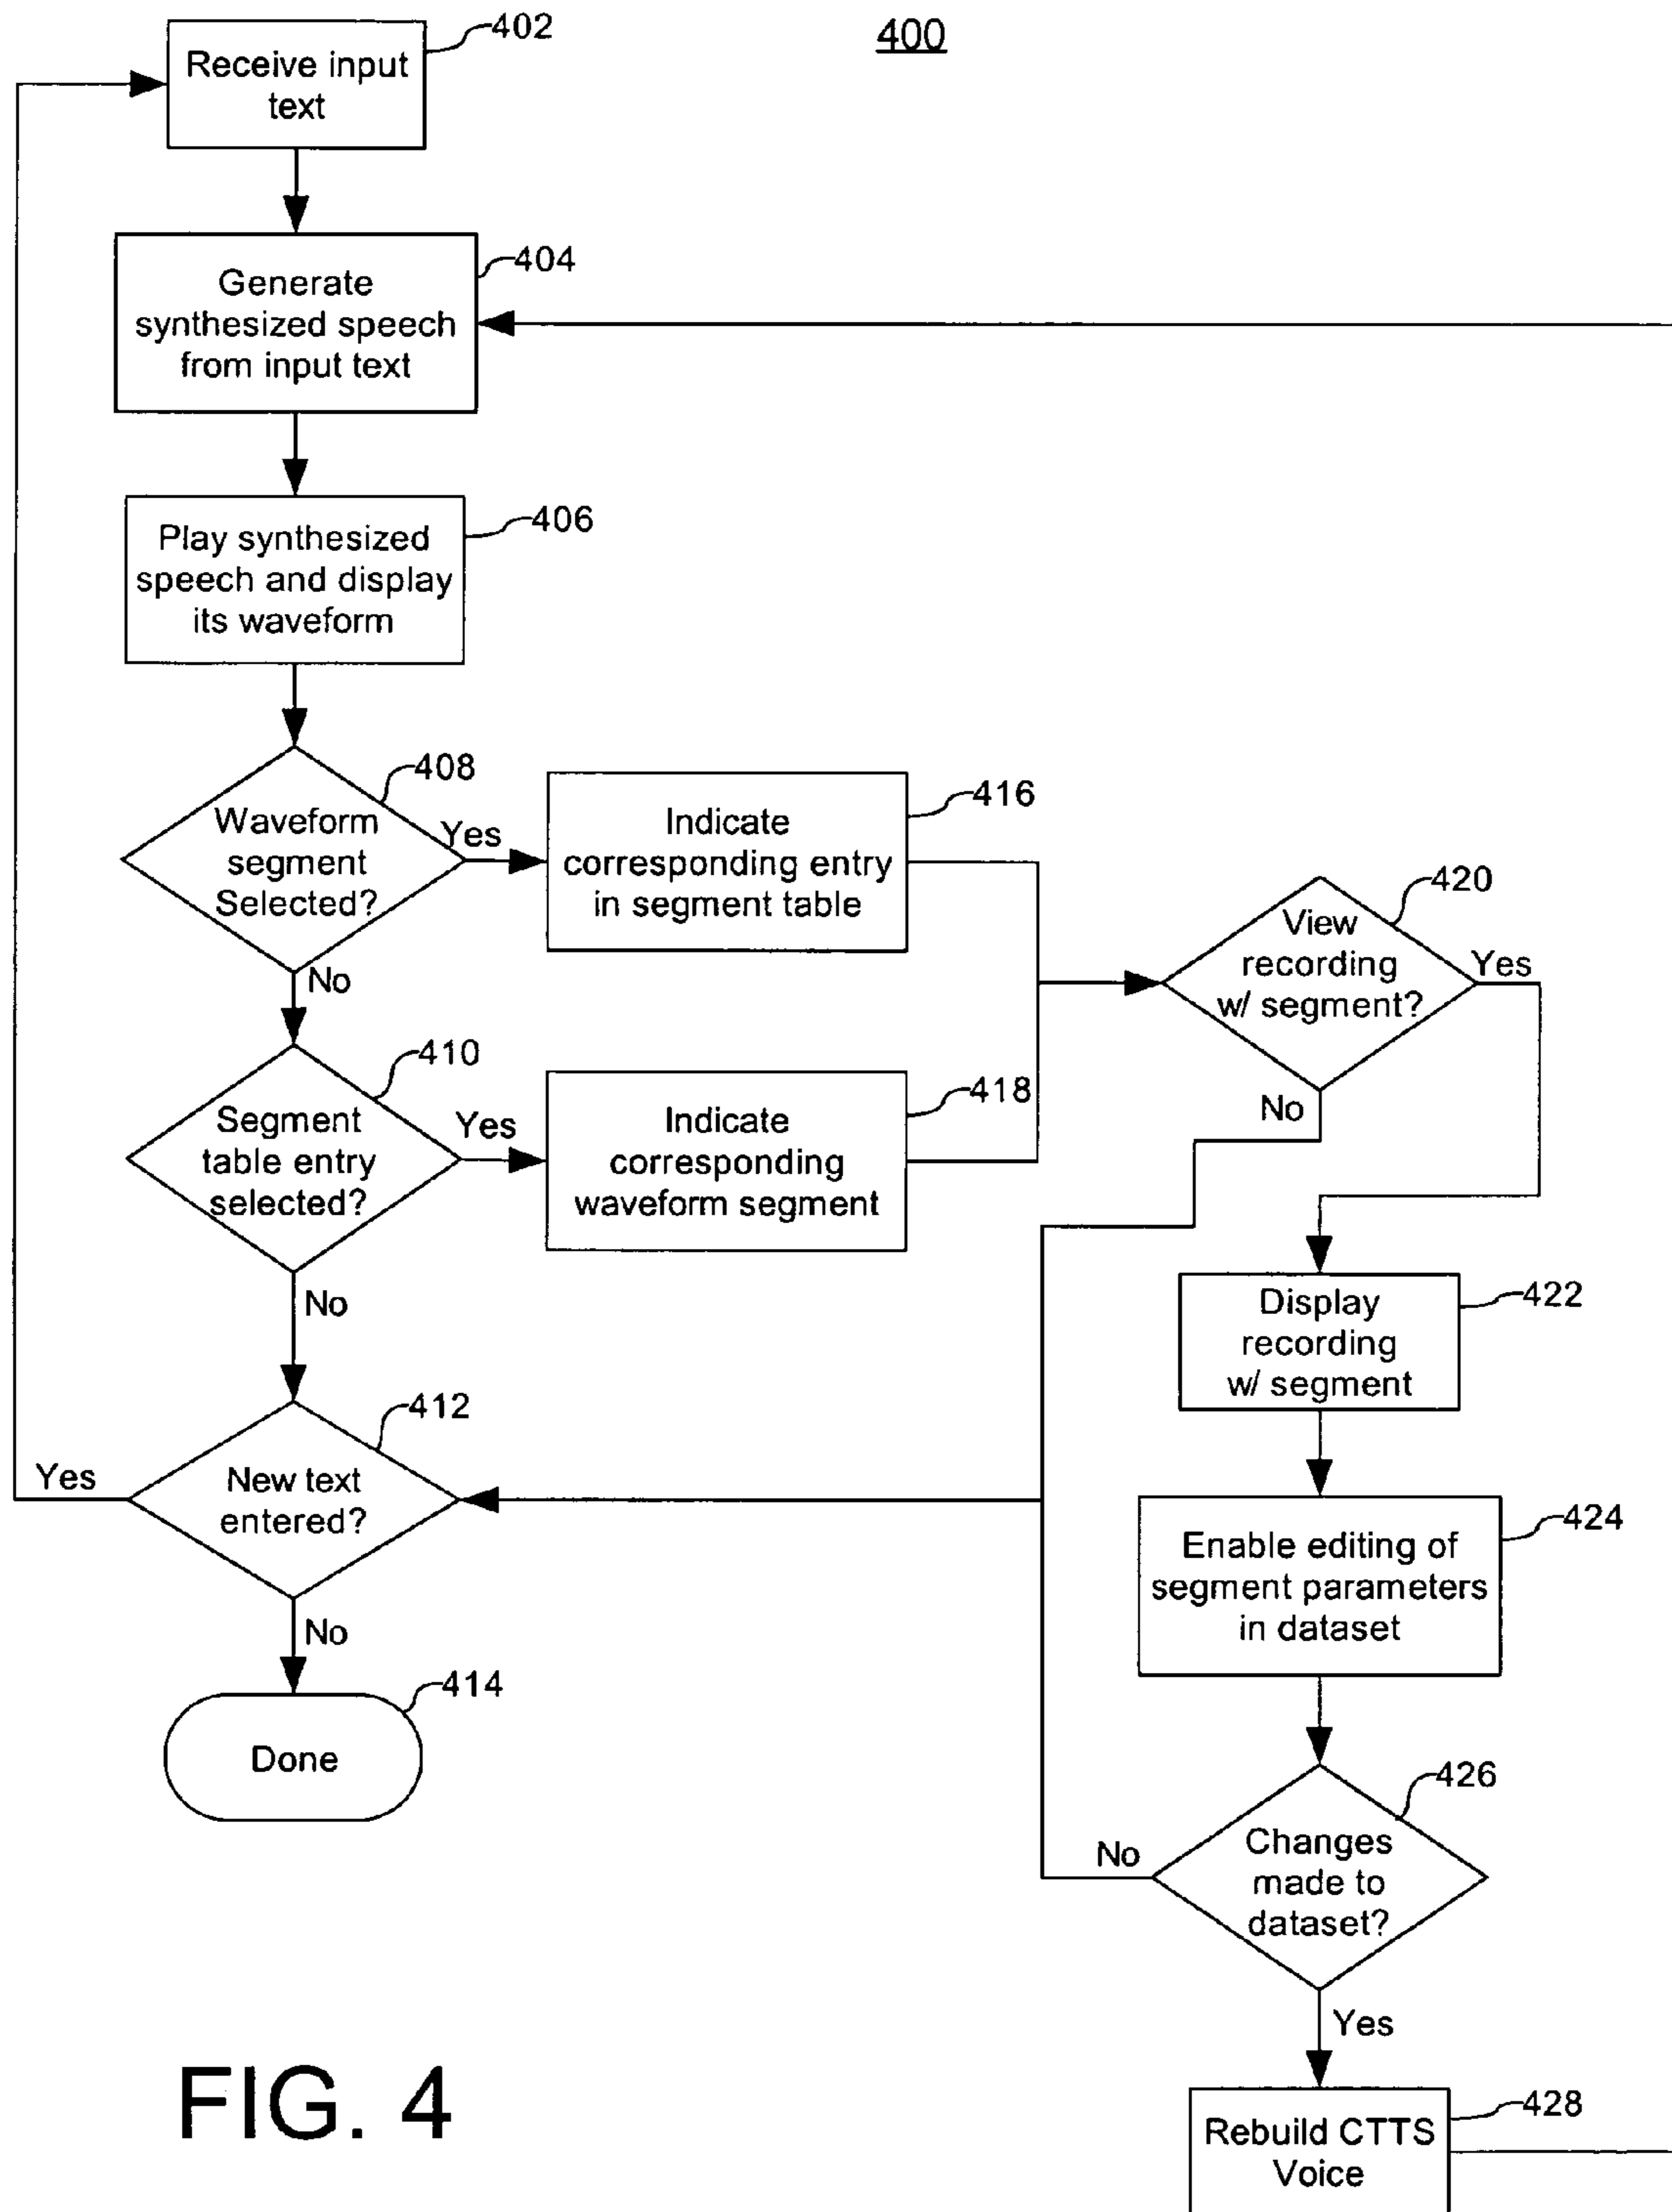 400
402
Receive input
text
404
Generate
synthesized speech
from input text
406
Play synthesized
speech and display
its waveform
408
Waveform
segment
Selected?
Yes
No
416
Indicate
corresponding entry
in segment table
410
Segment
table entry
selected?
Yes
No
418
Indicate
corresponding
waveform segment
412
New text
entered?
Yes
No
414
Done
420
View
recording
w/ segment?
Yes
No
422
Display
recording
w/ segment
424
Enable editing of
segment parameters
in dataset
426
Changes
made to
dataset?
No
Yes
428
Rebuild CTTS
Voice
FIG. 4